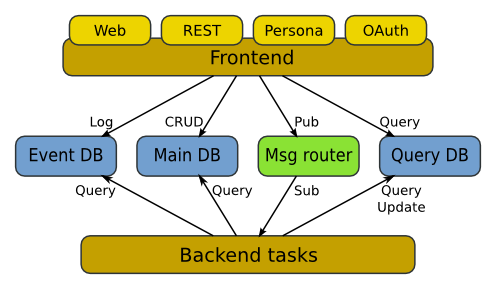 Web REST Persona OAuth
Frontend
Log CRUD Pub Query
Event DB Main DB Msg router Query DB
Query Query Sub Query
Update
Backend tasks